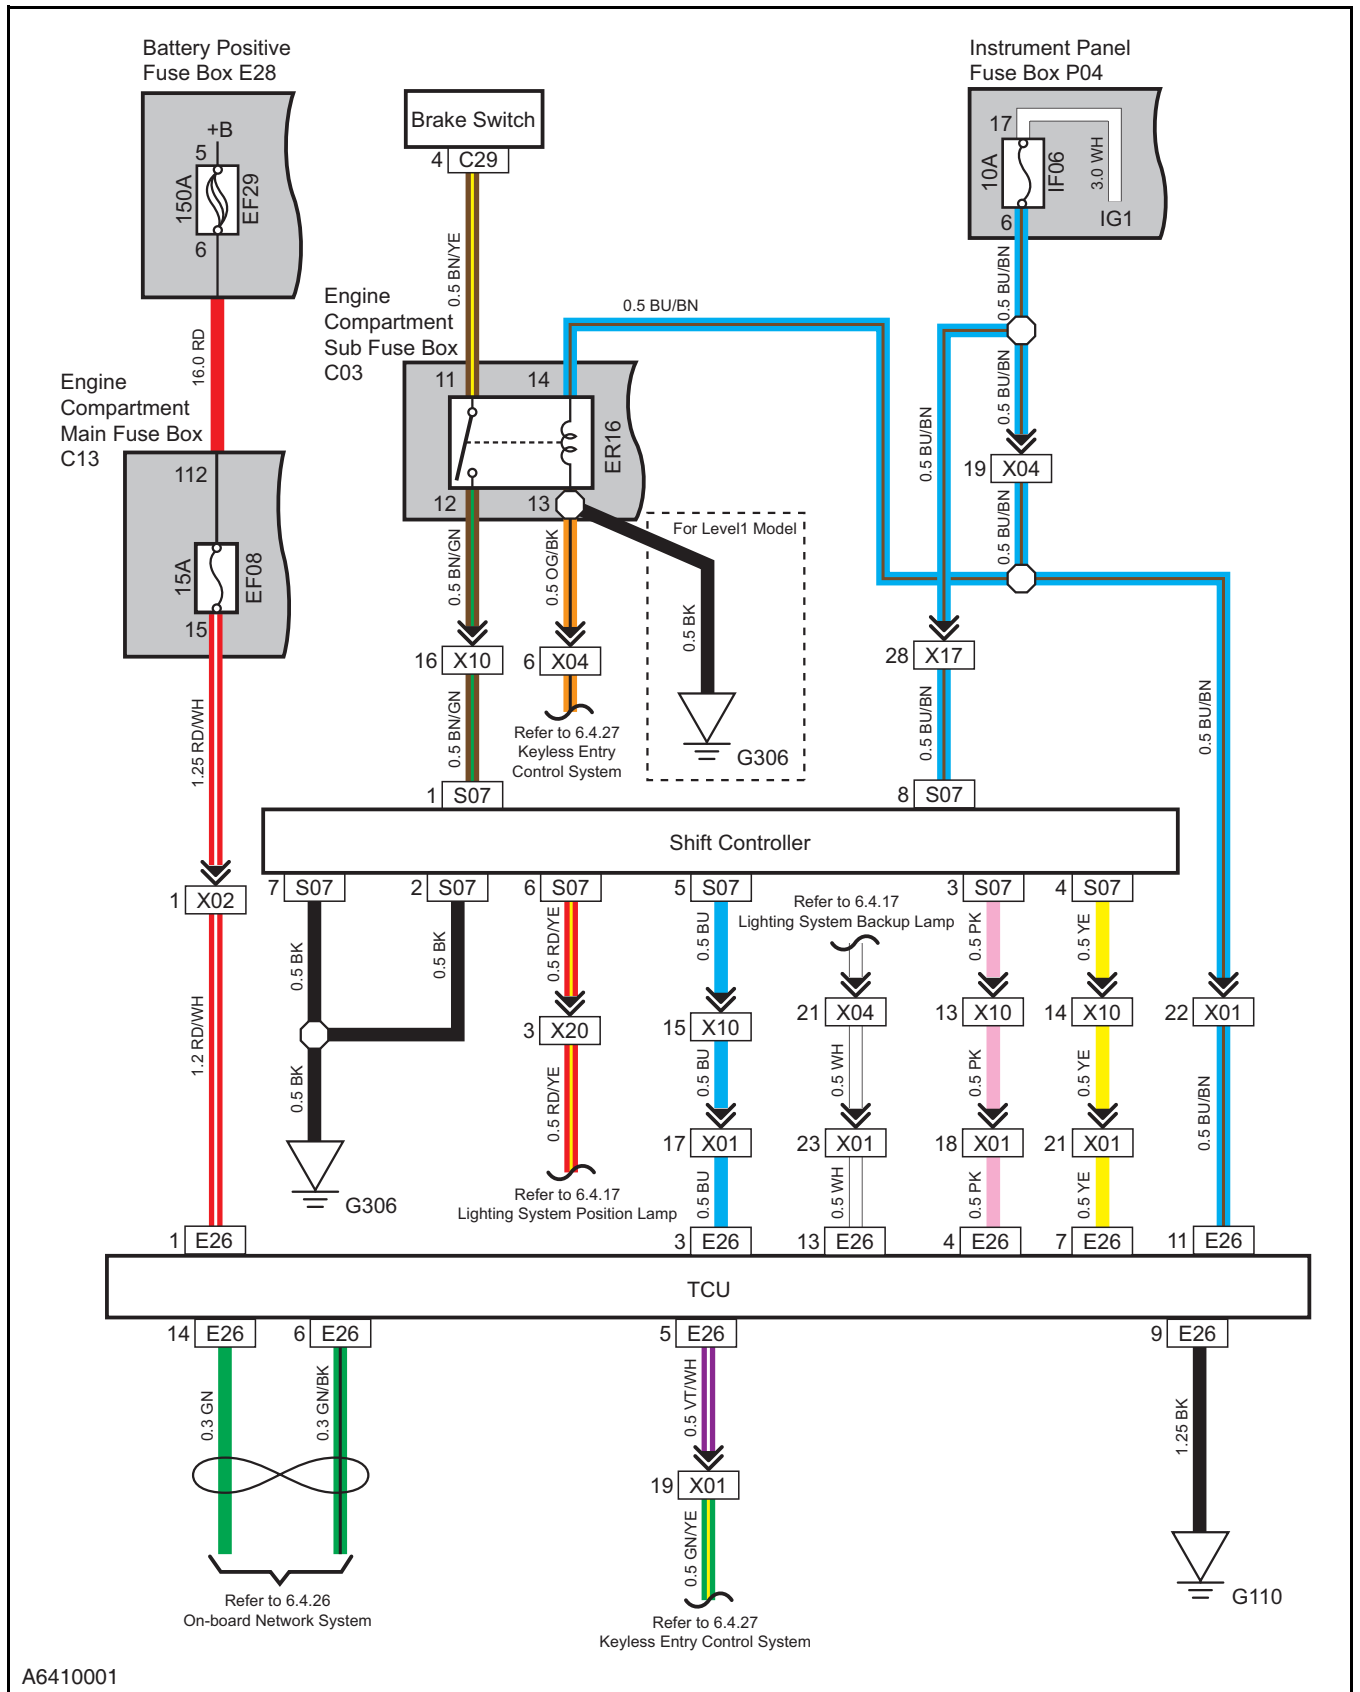 Battery Positive
Fuse Box E28
+B
5
150A
EF29
6
16.0 RD
Engine
Compartment
Main Fuse Box
C13
112
15A
EF08
15
1.25 RD/WH
1 X02
1.2 RD/WH
1 E26
Brake Switch
4 C29
0.5 BN/YE
Engine
Compartment
Sub Fuse Box
C03
11
14
ER16
12
13
0.5 BU/BN
0.5 BN/GN
16 X10
0.5 BN/GN
1 S07
0.5 OG/BK
6 X04
Refer to 6.4.27
Keyless Entry
Control System
For Level1 Model
0.5 BK
G306
Instrument Panel
Fuse Box P04
17
10A
IF06
3.0 WH
6
IG1
0.5 BU/BN
0.5 BU/BN
19 X04
0.5 BU/BN
0.5 BU/BN
28 X17
0.5 BU/BN
8 S07
0.5 BU/BN
Shift Controller
7 S07
2 S07
6 S07
5 S07
3 S07
4 S07
0.5 BK
0.5 BK
0.5 BK
G306
0.5 RD/YE
3 X20
0.5 RD/YE
Refer to 6.4.17
Lighting System Position Lamp
0.5 BU
15 X10
0.5 BU
17 X01
0.5 BU
3 E26
Refer to 6.4.17
Lighting System Backup Lamp
21 X04
0.5 WH
23 X01
0.5 WH
13 E26
0.5 PK
13 X10
0.5 PK
18 X01
0.5 PK
4 E26
0.5 YE
14 X10
0.5 YE
21 X01
0.5 YE
7 E26
22 X01
0.5 BU/BN
11 E26
TCU
14 E26
6 E26
5 E26
9 E26
0.3 GN
0.3 GN/BK
Refer to 6.4.26
On-board Network System
0.5 VT/WH
19 X01
0.5 GN/YE
Refer to 6.4.27
Keyless Entry Control System
1.25 BK
G110
A6410001